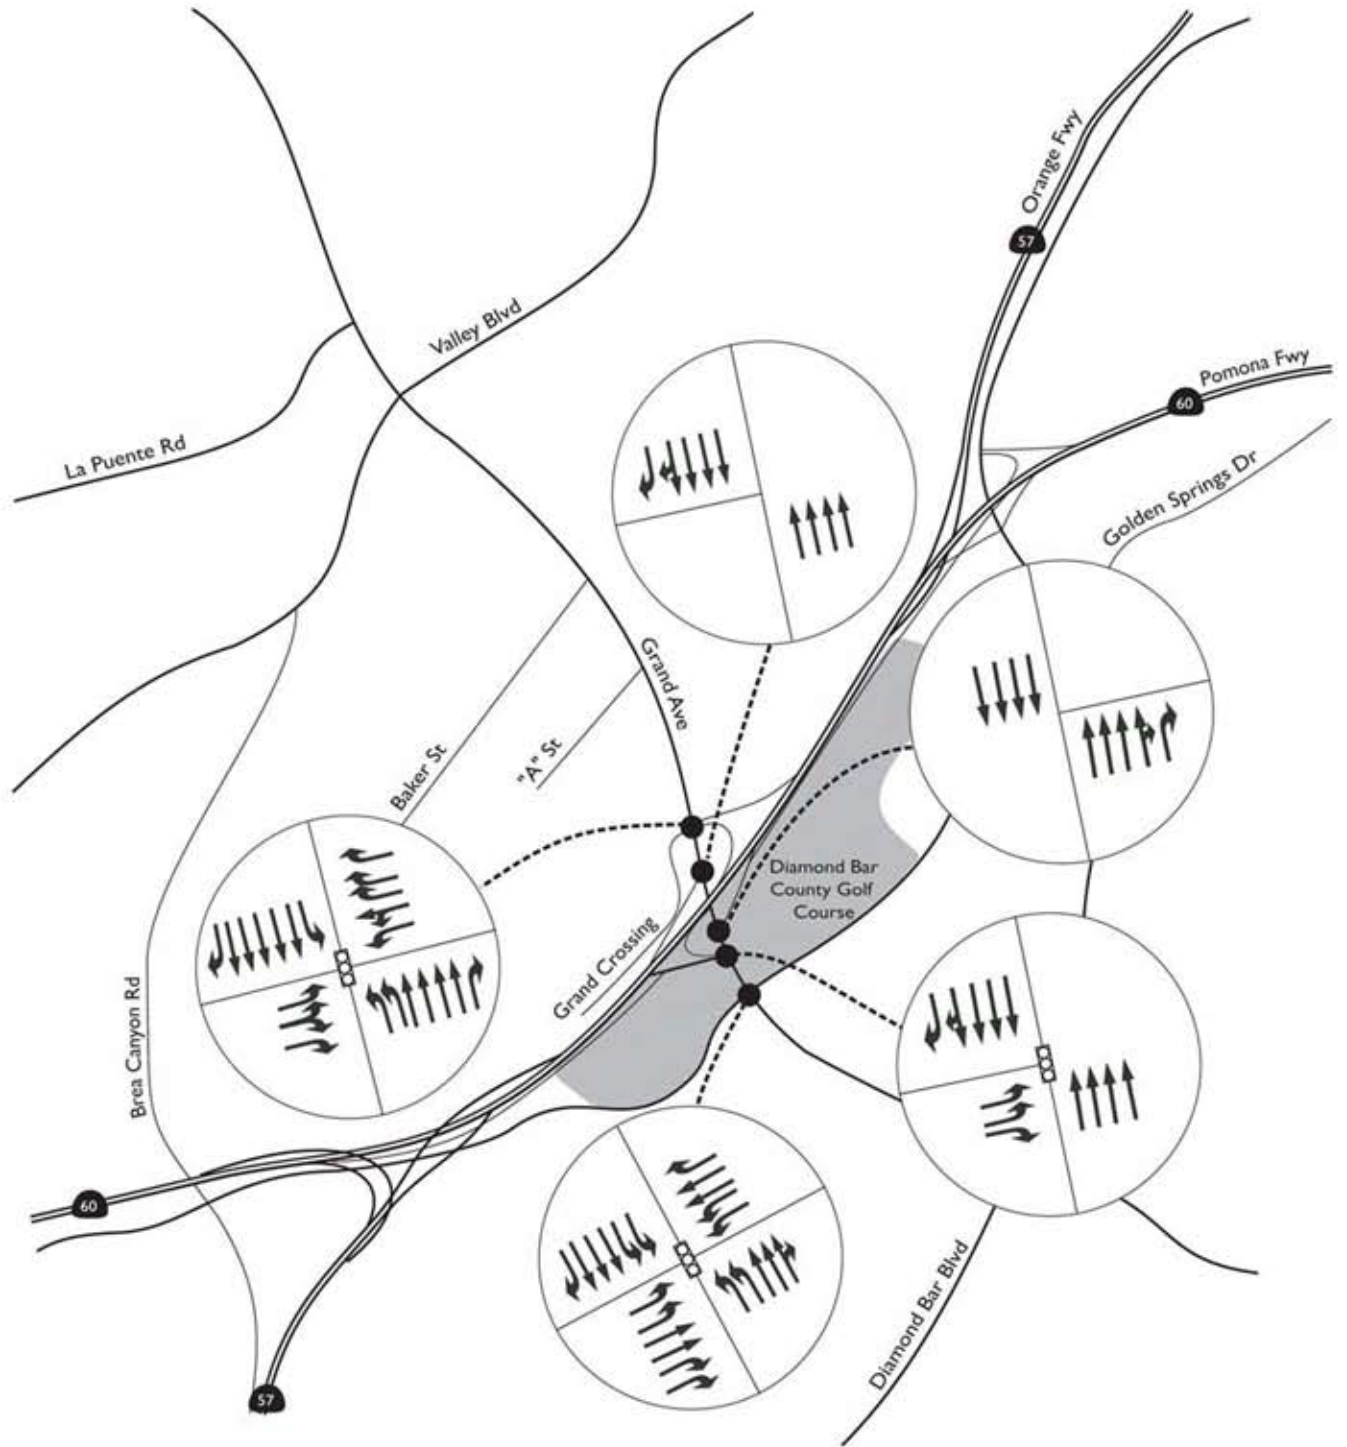 Orange Fwy
57
Valley Blvd
Pomona Fwy
60
La Puente Rd
Golden Springs Dr
Grand Ave
Baker St
"A" St
Diamond Bar
County Golf
Course
Grand Crossing
Brea Canyon Rd
60
Diamond Bar Blvd
57